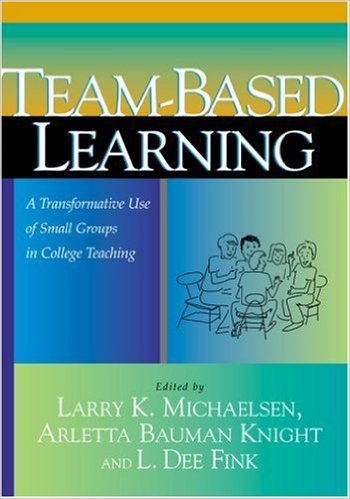 TEAM-BASED
LEARNING
A Transformative Use
of Small Groups
in College Teaching
Edited by
LARRY K. MICHAELSEN,
ARLETTA BAUMAN KNIGHT
AND L. DEE FINK